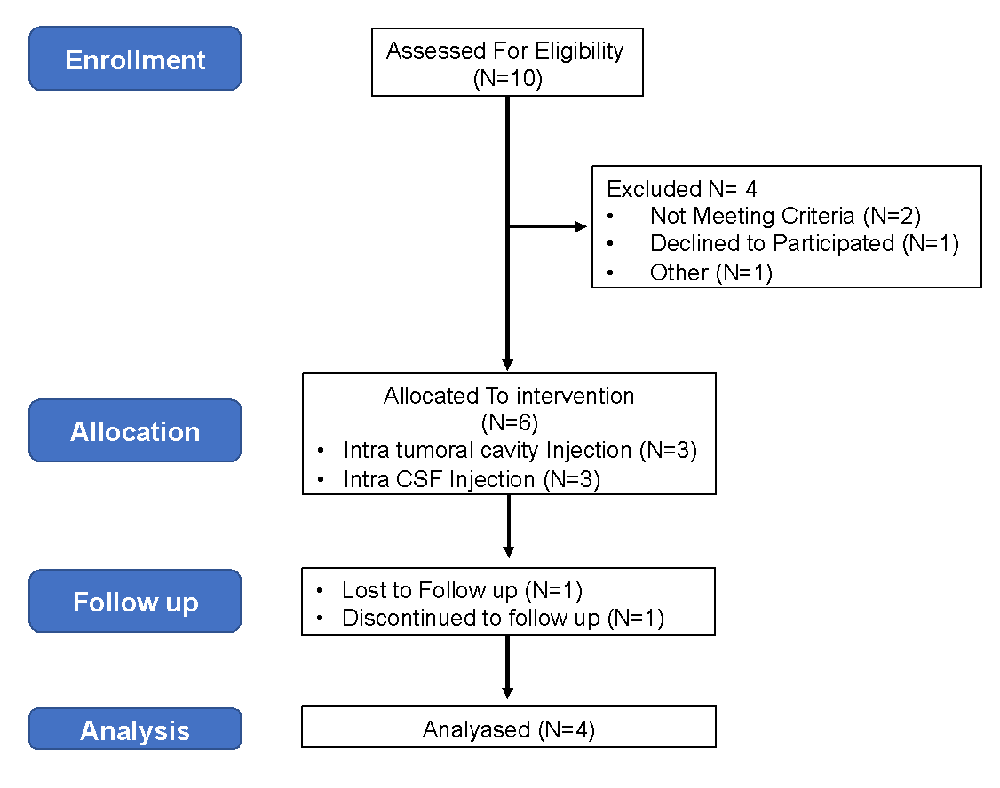 Enrollment
Assessed For Eligibility
(N=10)
Excluded N= 4
• Not Meeting Criteria (N=2)
• Declined to Participated (N=1)
• Other (N=1)
Allocation
Allocated To intervention
(N=6)
• Intra tumoral cavity Injection (N=3)
• Intra CSF Injection (N=3)
Follow up
• Lost to Follow up (N=1)
• Discontinued to follow up (N=1)
Analysis
Analyased (N=4)